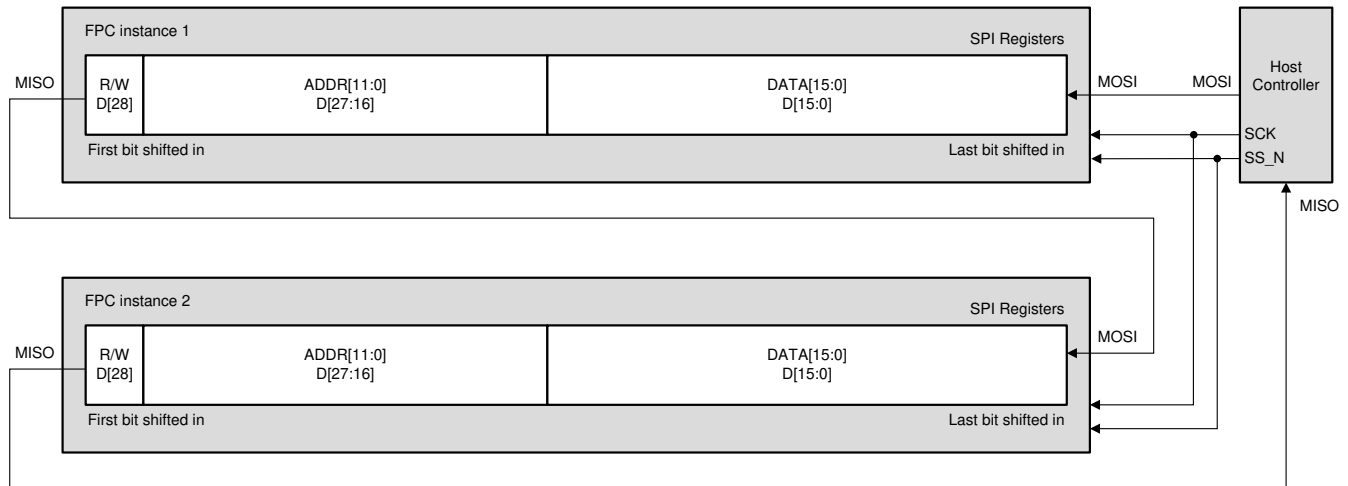 FPC instance 1
SPI Registers
MISO
R/W
D[28]
ADDR[11:0]
D[27:16]
DATA[15:0]
D[15:0]
MOSI
MOSI
Host
Controller
SCK
SS_N
First bit shifted in
Last bit shifted in
MISO
FPC instance 2
SPI Registers
MISO
R/W
D[28]
ADDR[11:0]
D[27:16]
DATA[15:0]
D[15:0]
MOSI
First bit shifted in
Last bit shifted in